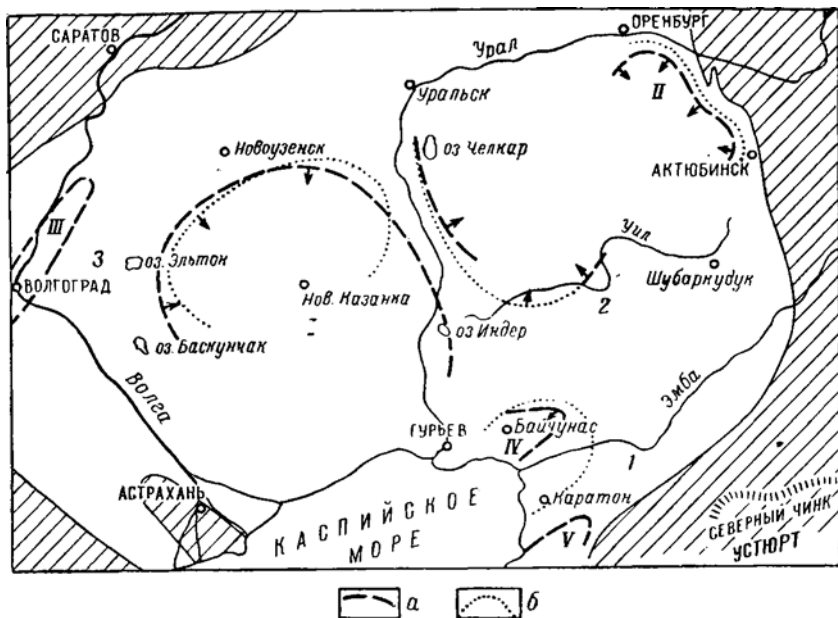 САРАТОВ
ОРЕНБУРГ
Урал
Уральск
II
Новоузенск
оз Челкар
АКТЮБИНСК
III
3
оз. Эльтон
Уил
Шубаркудук
ВОЛГОГРАД
Нов. Казанка
2
оз. Баскунчак
оз Индер
Волга
Эмба
ГУРЬЕВ
Байчунас
IV
1
АСТРАХАНЬ
Каратон
КАСПИЙСКОЕ
МОРЕ
V
СЕВЕРНЫЙ ЧИНК
УСТЮРТ
а
б